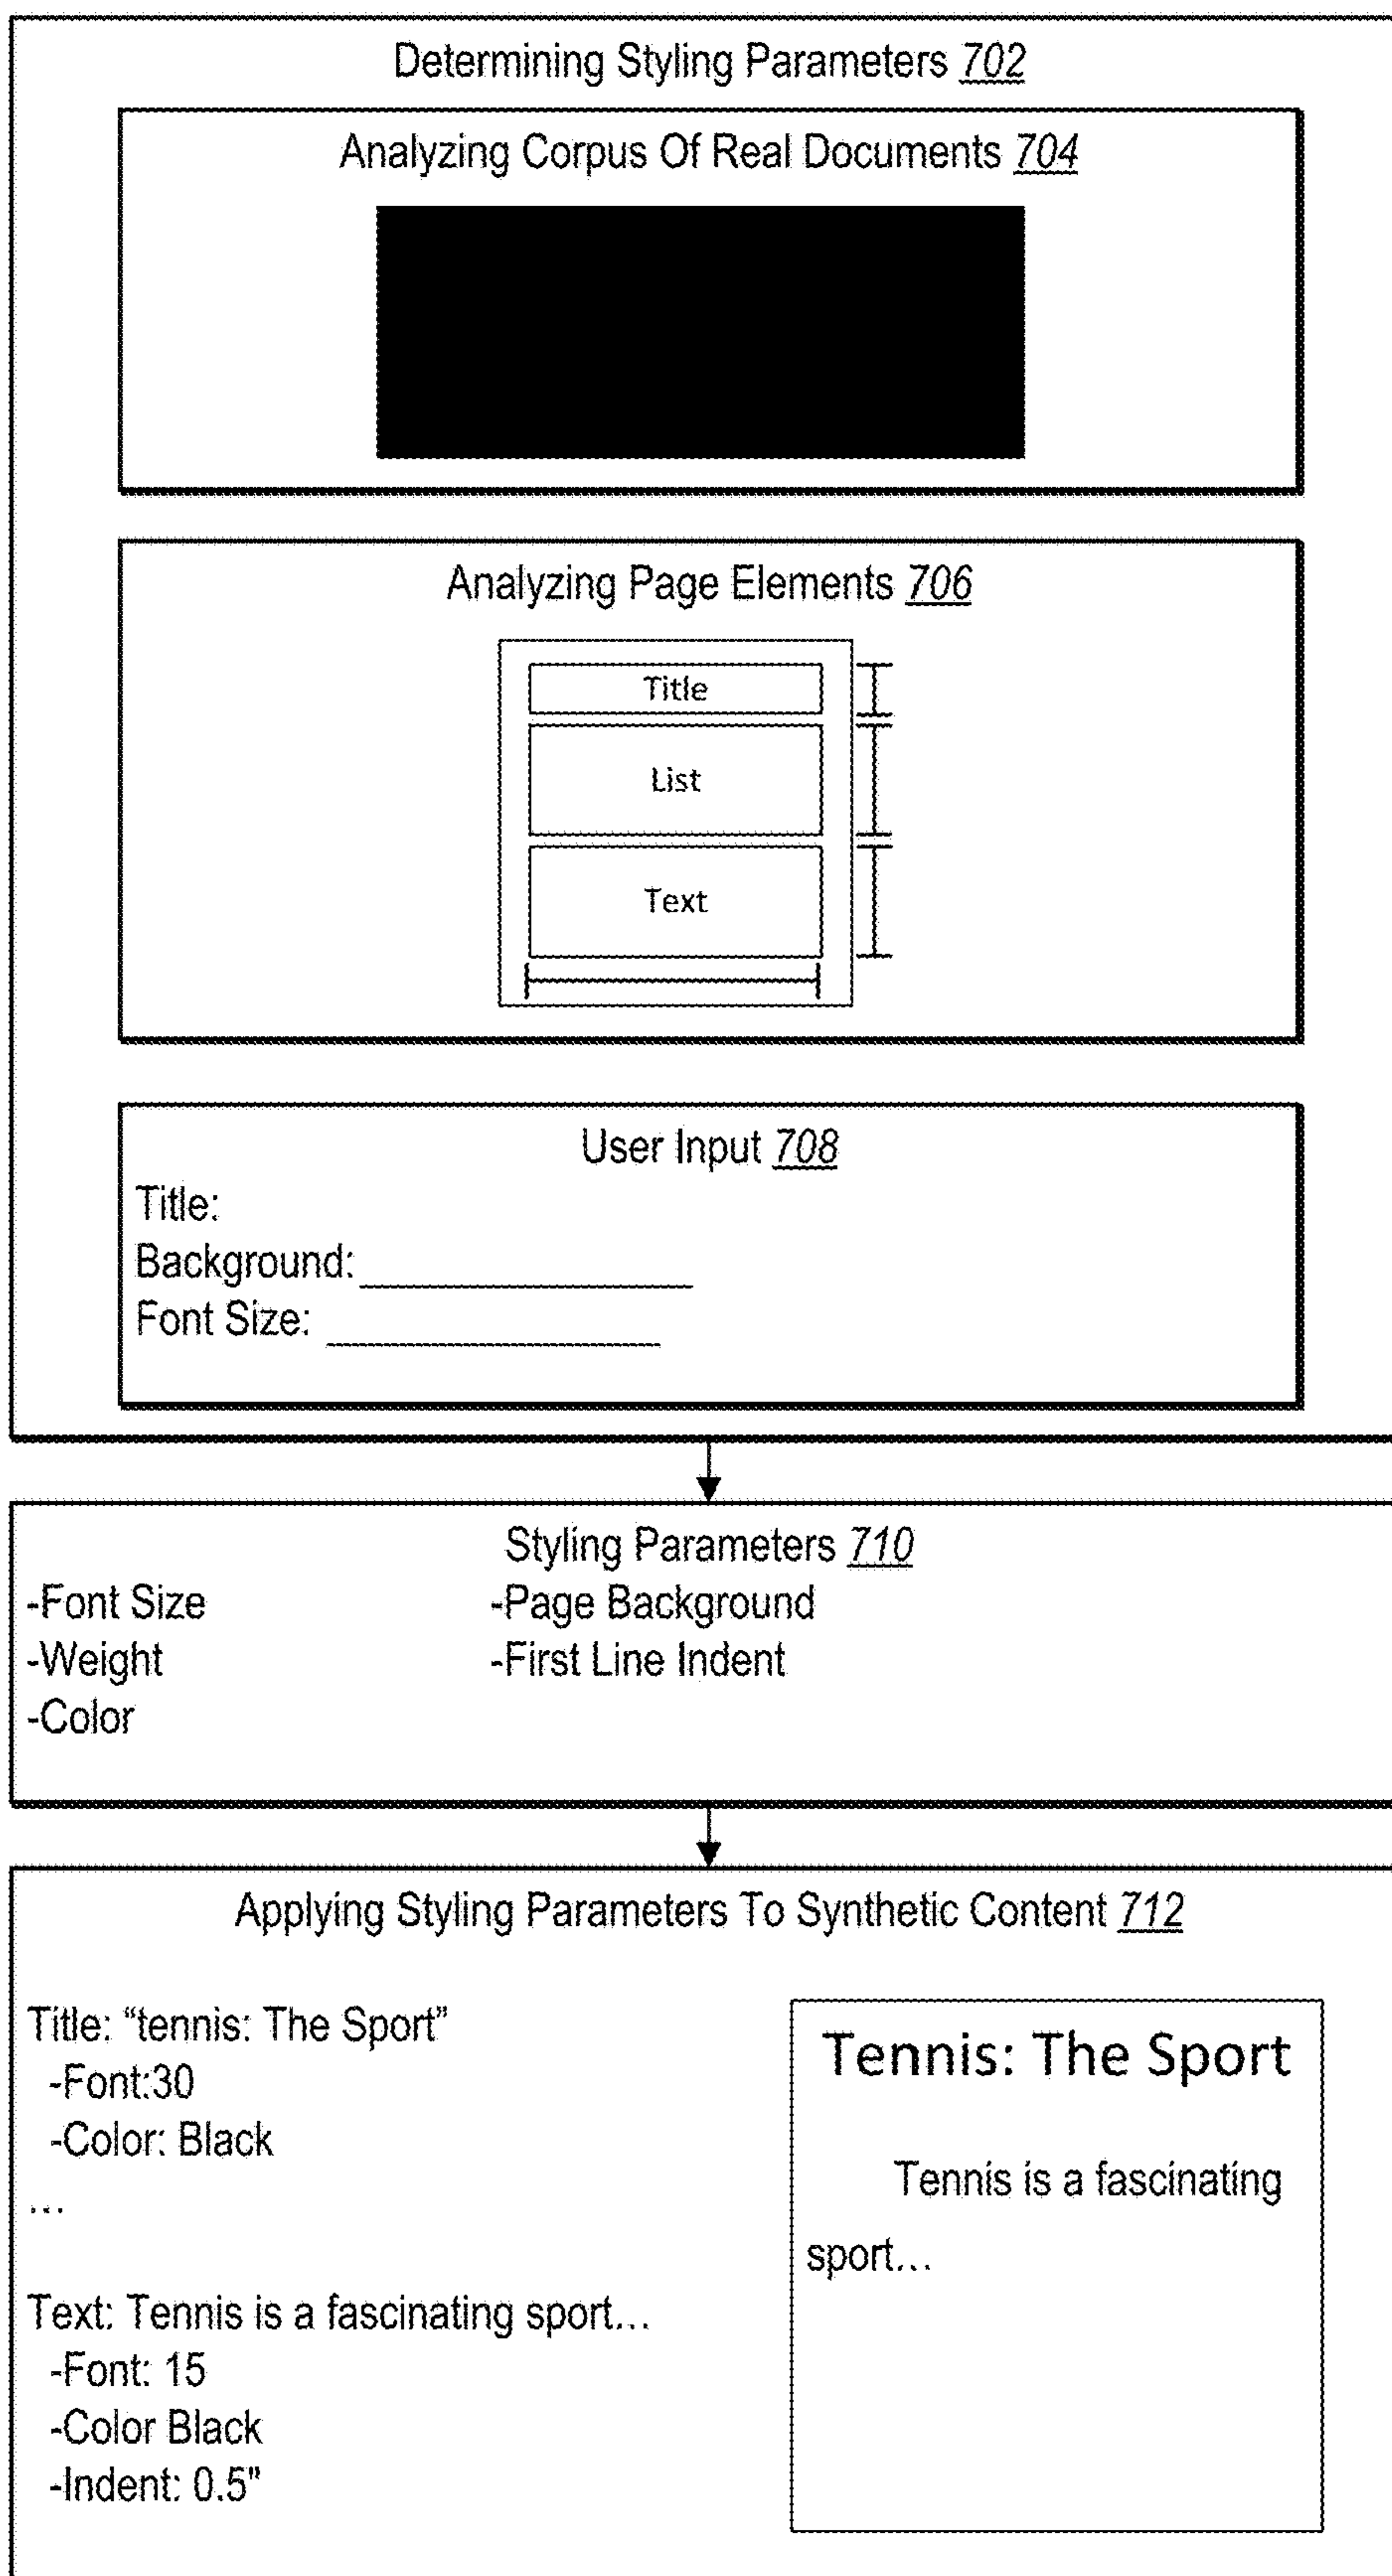 Determining Styling Parameters 702
Analyzing Corpus Of Real Documents 704
Analyzing Page Elements 706
Title
List
Text
User Input 708
Title:
Background:
Font Size:
Styling Parameters 710
-Font Size
-Weight
-Color
-Page Background
-First Line Indent
Applying Styling Parameters To Synthetic Content 712
Title: “tennis: The Sport”
-Font:30
-Color: Black
...
Text: Tennis is a fascinating sport...
-Font: 15
-Color Black
-Indent: 0.5"
Tennis: The Sport
Tennis is a fascinating
sport...